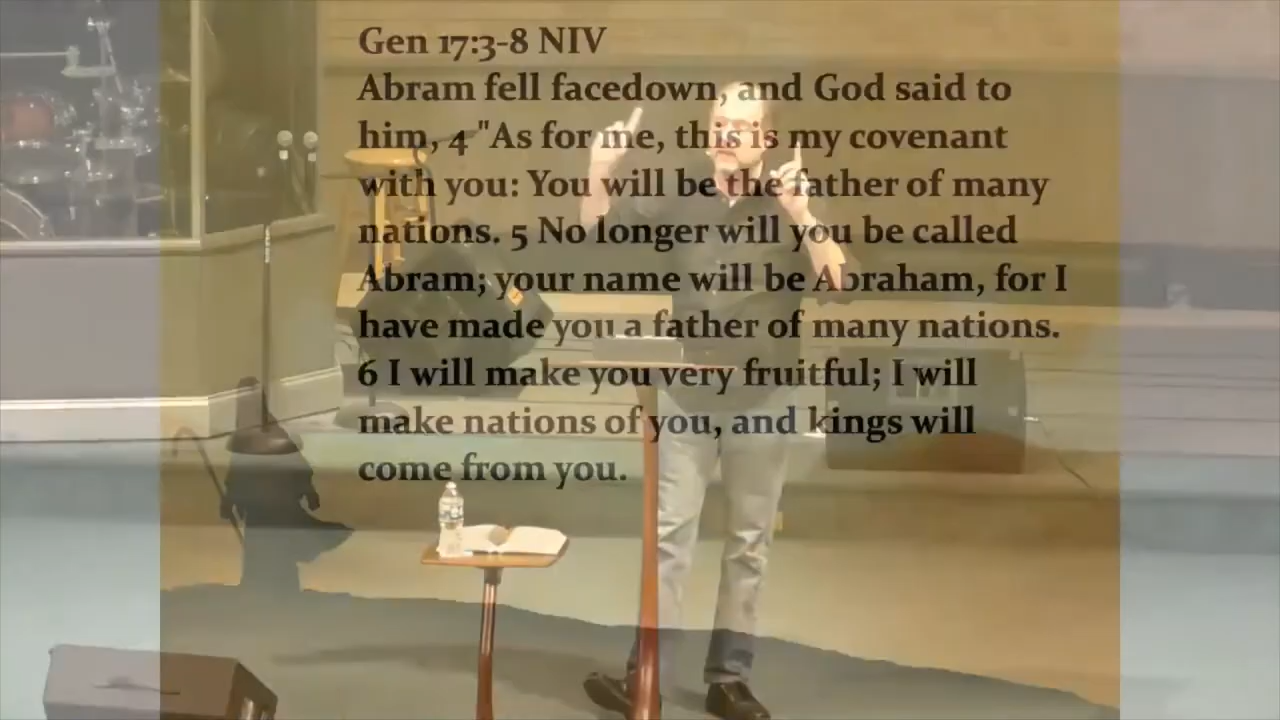 Gen 17:3-8 NIV
Abram fell facedown, and God said to
him, 4 "As for me, this is my covenant
with you: You will be the father of many
nations. 5 No longer will you be called
Abram; your name will be Abraham, for I
have made you a father of many nations.
6 I will make you very fruitful; I will
make nations of you, and kings will
come from you.